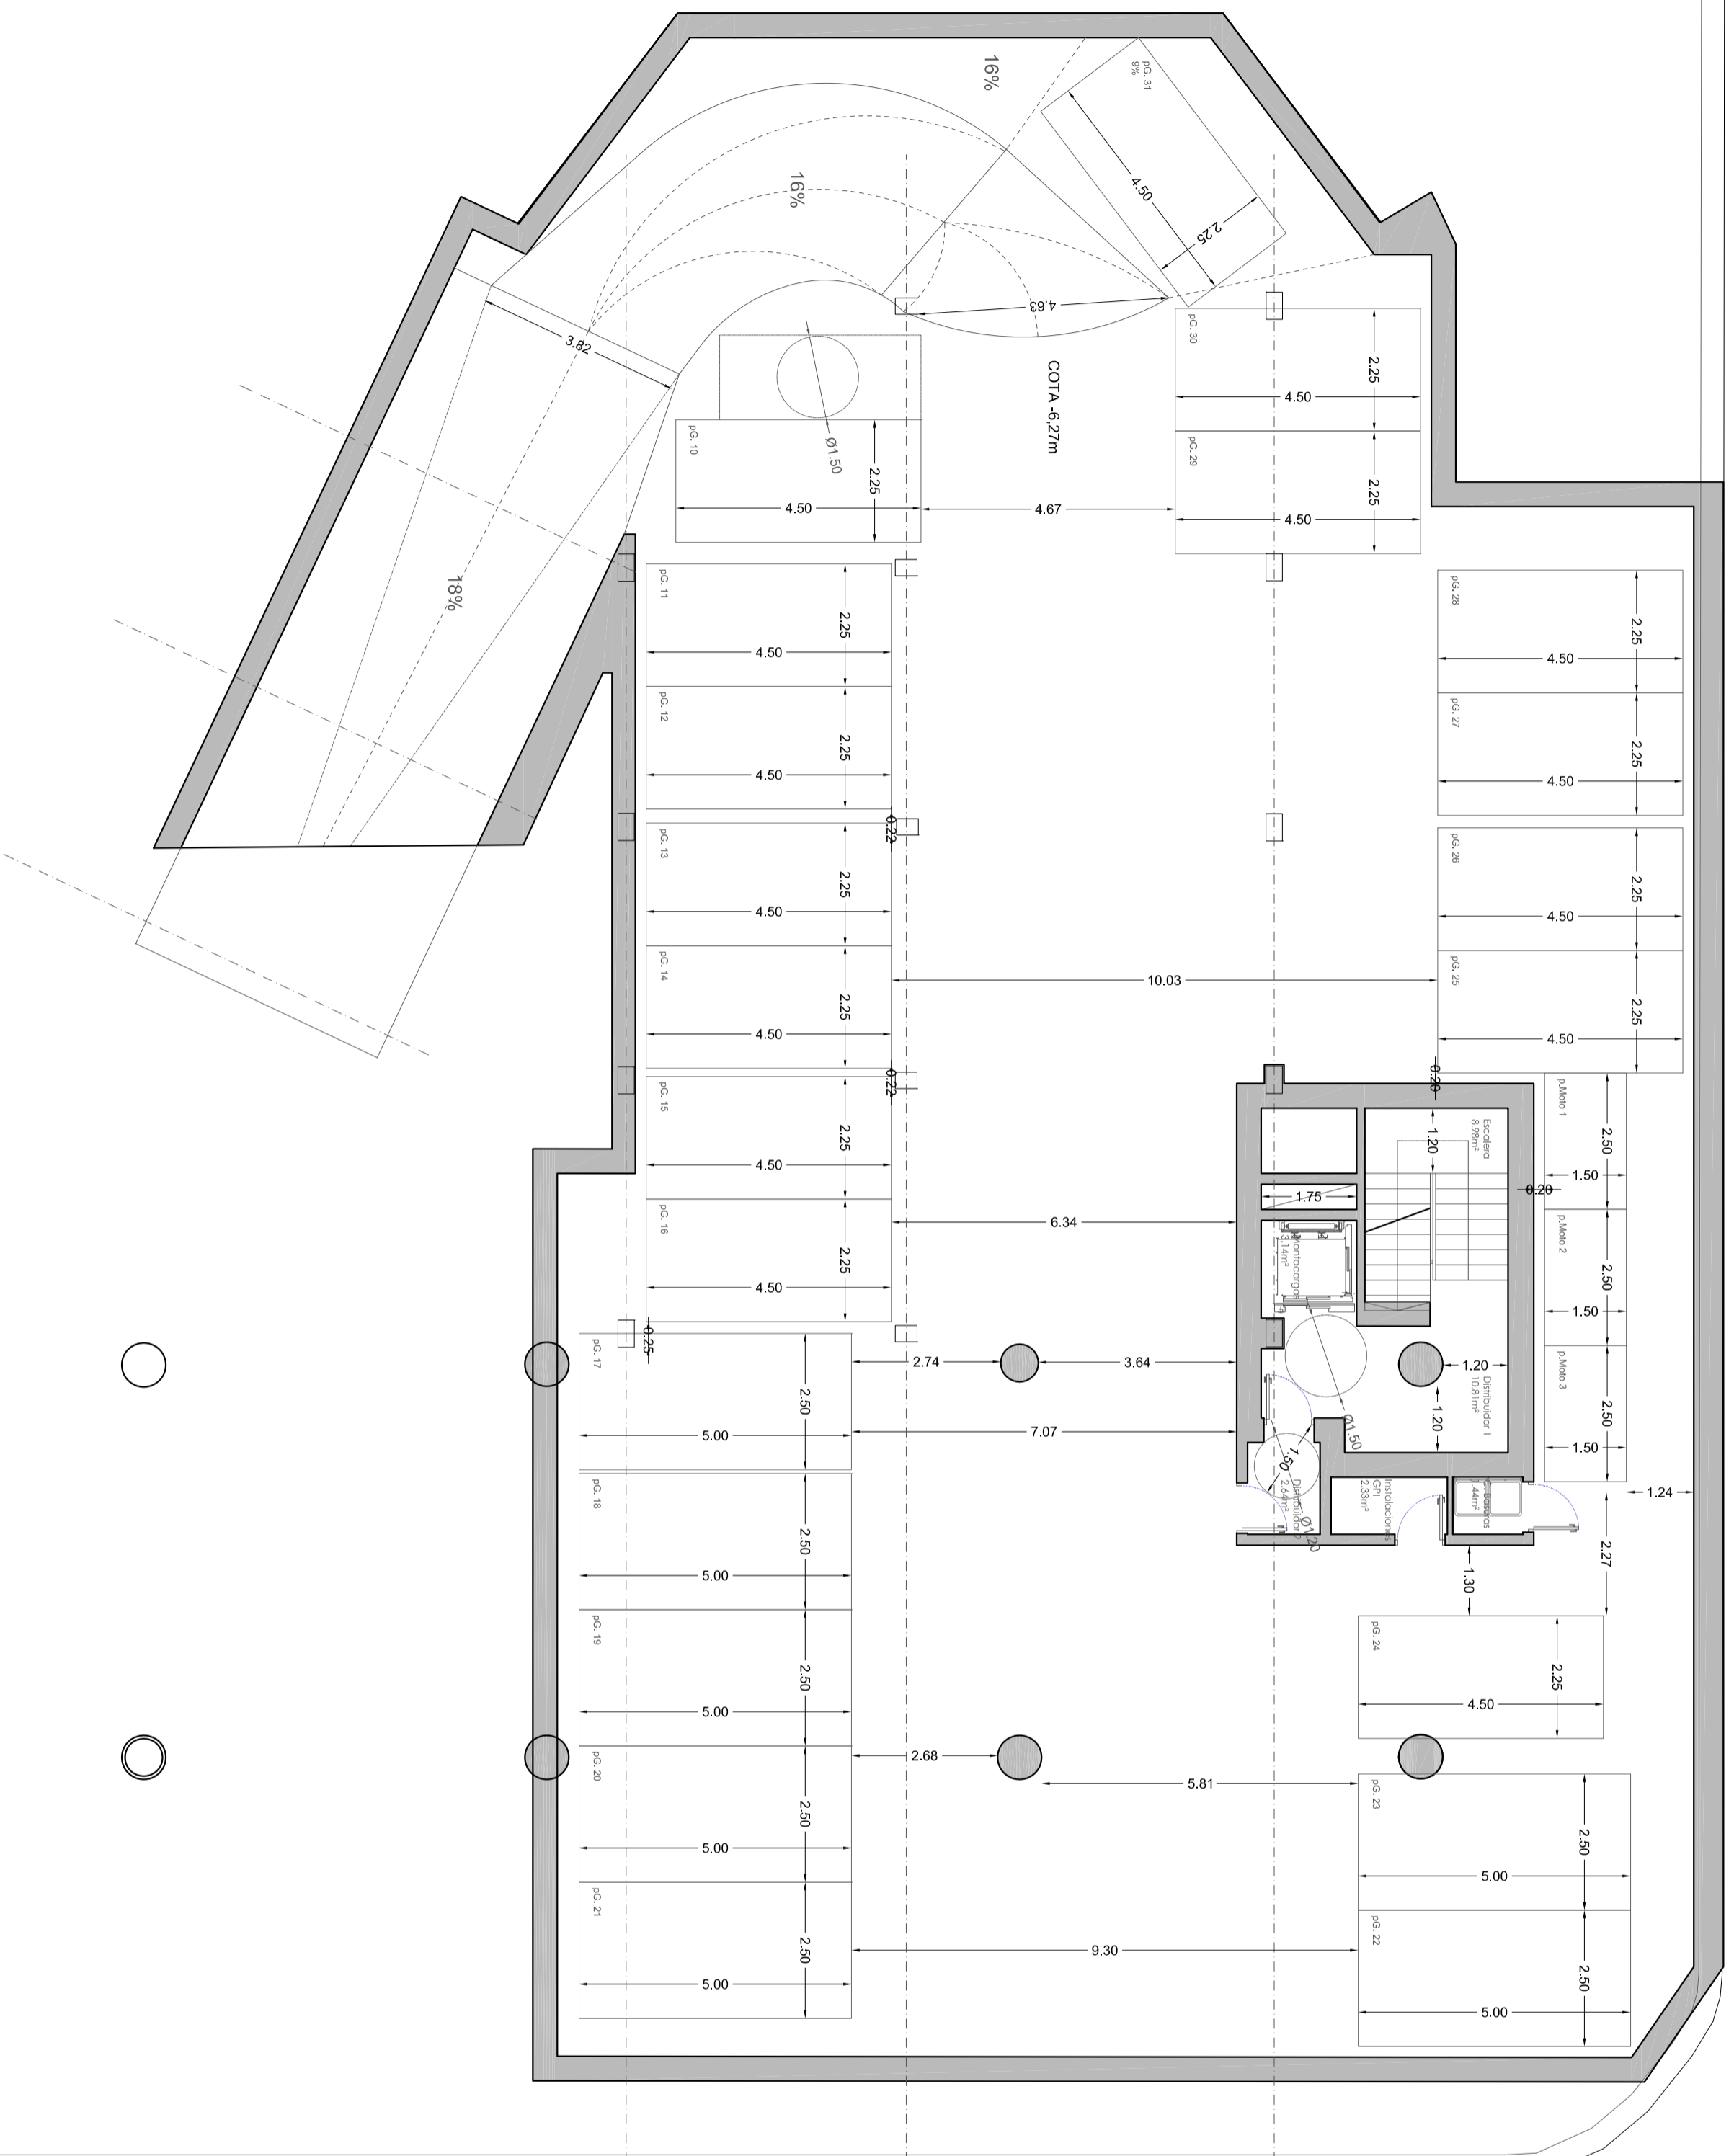 16%
pG. 31
9%
4.50
2.25
16%
4.63
3.82
Ø1.50
COTA -6,27m
pG. 30
2.25
4.50
pG. 29
2.25
4.50
pG. 10
2.25
4.50
4.67
18%
pG. 11
2.25
4.50
pG. 12
2.25
4.50
pG. 28
2.25
4.50
pG. 27
2.25
4.50
0.22
pG. 13
2.25
4.50
pG. 14
2.25
4.50
pG. 26
2.25
4.50
pG. 25
2.25
4.50
10.03
0.22
pG. 15
2.25
4.50
pG. 16
2.25
4.50
6.34
0.20
p.Moto 1
2.50
1.50
0.20
p.Moto 2
2.50
1.50
p.Moto 3
2.50
1.50
Escalera
8.98m²
1.20
1.75
Montacargas
3.14m²
Ø1.50
1.20
Distribuidor 1
10.81m²
1.20
0.25
pG. 17
2.50
5.00
2.74
3.64
7.07
1.50
Distribuidor 2
2.64m²
Ø1.20
Instalaciones
GPI
2.33m²
C. Basuras
1.44m²
1.24
2.27
1.30
pG. 18
2.50
5.00
pG. 19
2.50
5.00
pG. 24
2.25
4.50
pG. 20
2.50
5.00
2.68
5.81
pG. 23
2.50
5.00
pG. 21
2.50
5.00
9.30
pG. 22
2.50
5.00